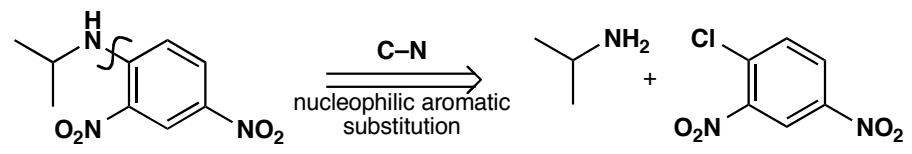 H
N
O₂N
NO₂
C–N
nucleophilic aromatic
substitution
NH₂
+
Cl
O₂N
NO₂